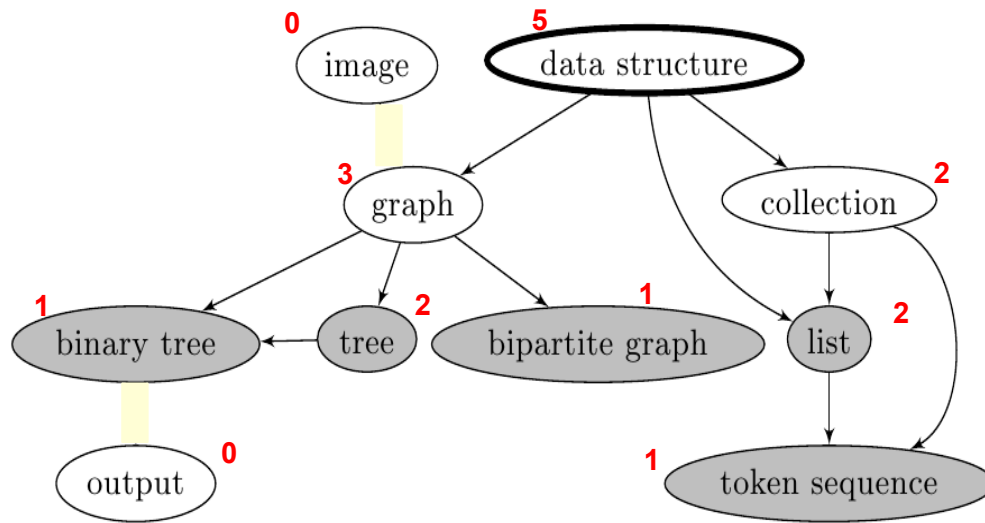 0
image
5
data structure
3
graph
2
collection
1
binary tree
2
tree
1
bipartite graph
2
list
0
output
1
token sequence